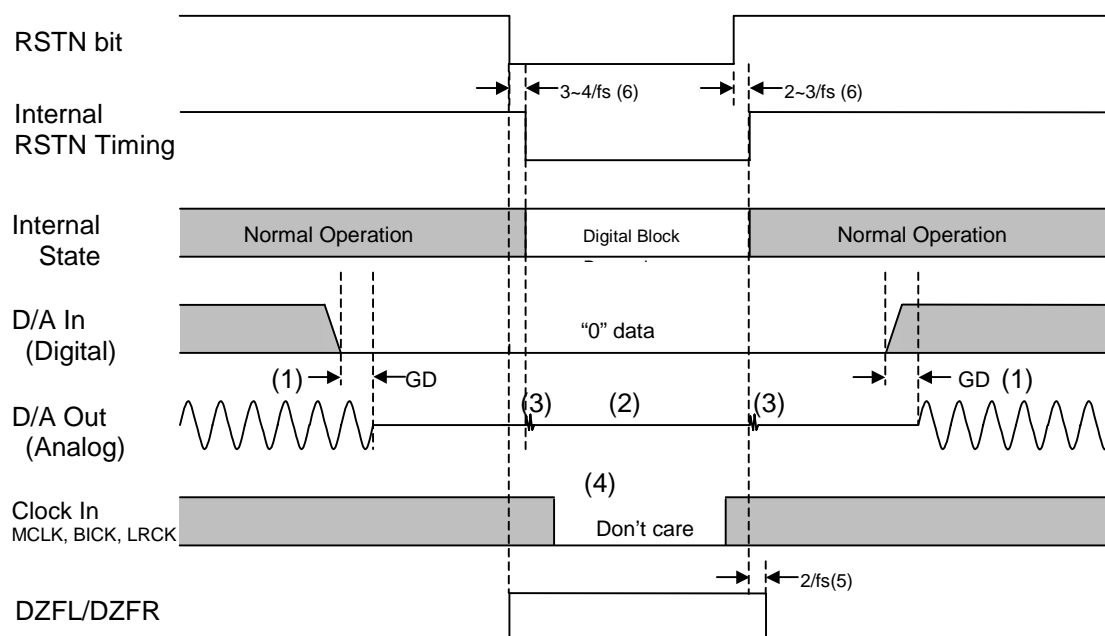 RSTN bit
3~4/fs (6)
2~3/fs (6)
Internal
RSTN Timing
Internal
State
Normal Operation
Digital Block
Normal Operation
D/A In
(Digital)
“0” data
(1)
GD
GD
(1)
D/A Out
(Analog)
(3)
(2)
(3)
(4)
Clock In
MCLK, BICK, LRCK
Don’t care
2/fs(5)
DZFL/DZFR